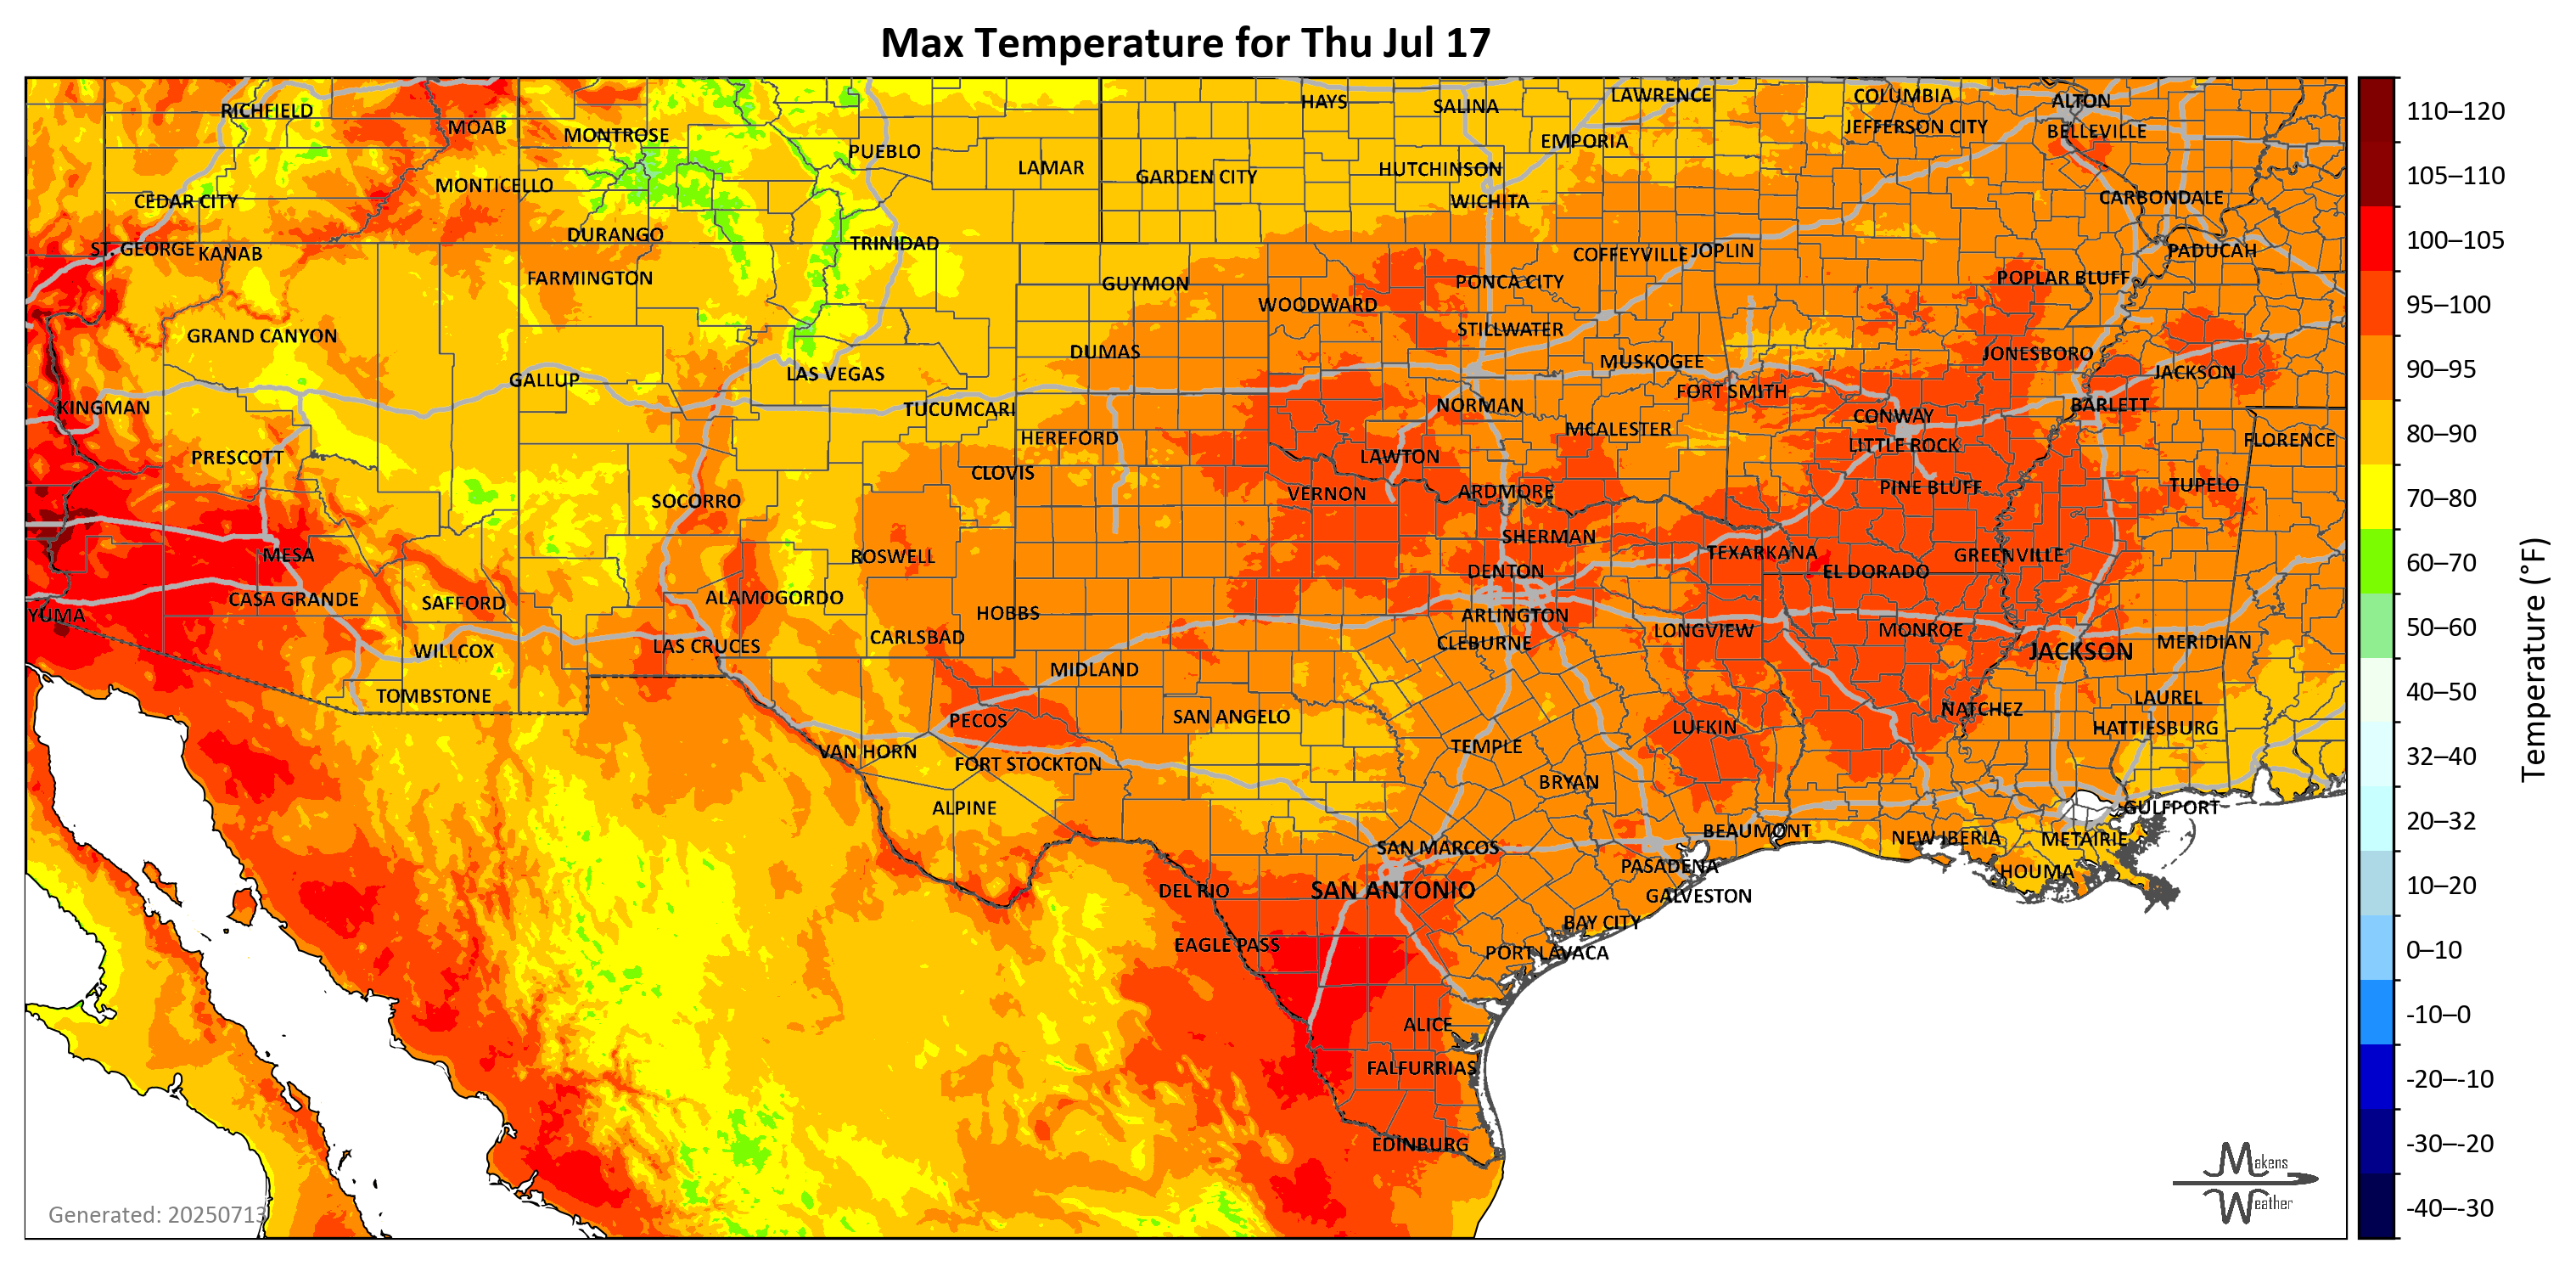 Max Temperature for Thu Jul 17
HAYS
SALINA
LAWRENCE
COLUMBIA
ALTON
RICHFIELD
MOAB
MONTROSE
PUEBLO
EMPORIA
JEFFERSON CITY
BELLEVILLE
LAMAR
GARDEN CITY
HUTCHINSON
MONTICELLO
CEDAR CITY
WICHITA
CARBONDALE
DURANGO
TRINIDAD
ST. GEORGE
KANAB
COFFEYVILLE
JOPLIN
PADUCAH
FARMINGTON
GUYMON
PONCA CITY
POPLAR BLUFF
WOODWARD
GRAND CANYON
STILLWATER
DUMAS
MUSKOGEE
JONESBORO
GALLUP
LAS VEGAS
FORT SMITH
JACKSON
KINGMAN
TUCUMCARI
NORMAN
CONWAY
BARLETT
HEREFORD
MCALESTER
LITTLE ROCK
FLORENCE
PRESCOTT
CLOVIS
LAWTON
PINE BLUFF
TUPELO
SOCORRO
VERNON
ARDMORE
MESA
ROSWELL
SHERMAN
TEXARKANA
GREENVILLE
DENTON
EL DORADO
CASA GRANDE
SAFFORD
ALAMOGORDO
HOBBS
YUMA
ARLINGTON
CARLSBAD
CLEBURNE
LONGVIEW
MONROE
MERIDIAN
WILLCOX
LAS CRUCES
JACKSON
MIDLAND
TOMBSTONE
LAUREL
PECOS
SAN ANGELO
NATCHEZ
LUFKIN
HATTIESBURG
VAN HORN
TEMPLE
FORT STOCKTON
BRYAN
ALPINE
GULFPORT
BEAUMONT
NEW IBERIA
METAIRIE
SAN MARCOS
PASADENA
HOUMA
DEL RIO
SAN ANTONIO
GALVESTON
BAY CITY
EAGLE PASS
PORT LAVACA
ALICE
FALFURRIAS
EDINBURG
Generated: 20250713
Makens
Weather
110–120
105–110
100–105
95–100
90–95
80–90
70–80
60–70
50–60
40–50
32–40
20–32
10–20
0–10
-10–0
-20–-10
-30–-20
-40–-30
Temperature (°F)